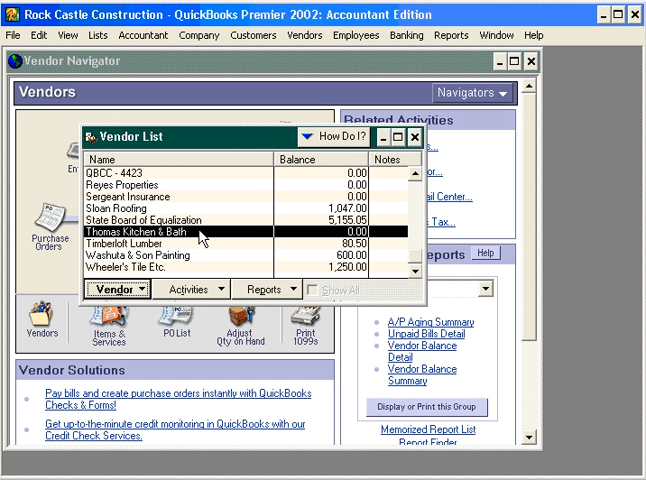 Rock Castle Construction - QuickBooks Premier 2002: Accountant Edition
File Edit View Lists Accountant Company Customers Vendors Employees Banking Reports Window Help
Vendor Navigator
Vendors
Navigators
Related Activities
Vendor List
How Do I?
Name Balance Notes
QBCC - 4423 0.00
Reyes Properties 0.00
Sergeant Insurance 0.00
Sloan Roofing 1,047.00
State Board of Equalization 5,155.05
Thomas Kitchen & Bath 0.00
Timberloft Lumber 80.50
Washuta & Son Painting 600.00
Wheeler's Tile Etc. 1,250.00
Vendor Activities Reports Show All
Ent
Purchase
Orders
...
or...
il Center...
Tax...
eports Help
Vendors
Items &
Services
PO List
Adjust
Qty on Hand
Print
1099s
A/P Aging Summary
Unpaid Bills Detail
Vendor Balance
Detail
Vendor Balance
Summary
Display or Print this Group
Memorized Report List
Report Finder
Vendor Solutions
Pay bills and create purchase orders instantly with QuickBooks
Checks & Forms!
Get up-to-the-minute credit monitoring in QuickBooks with our
Credit Check Services.